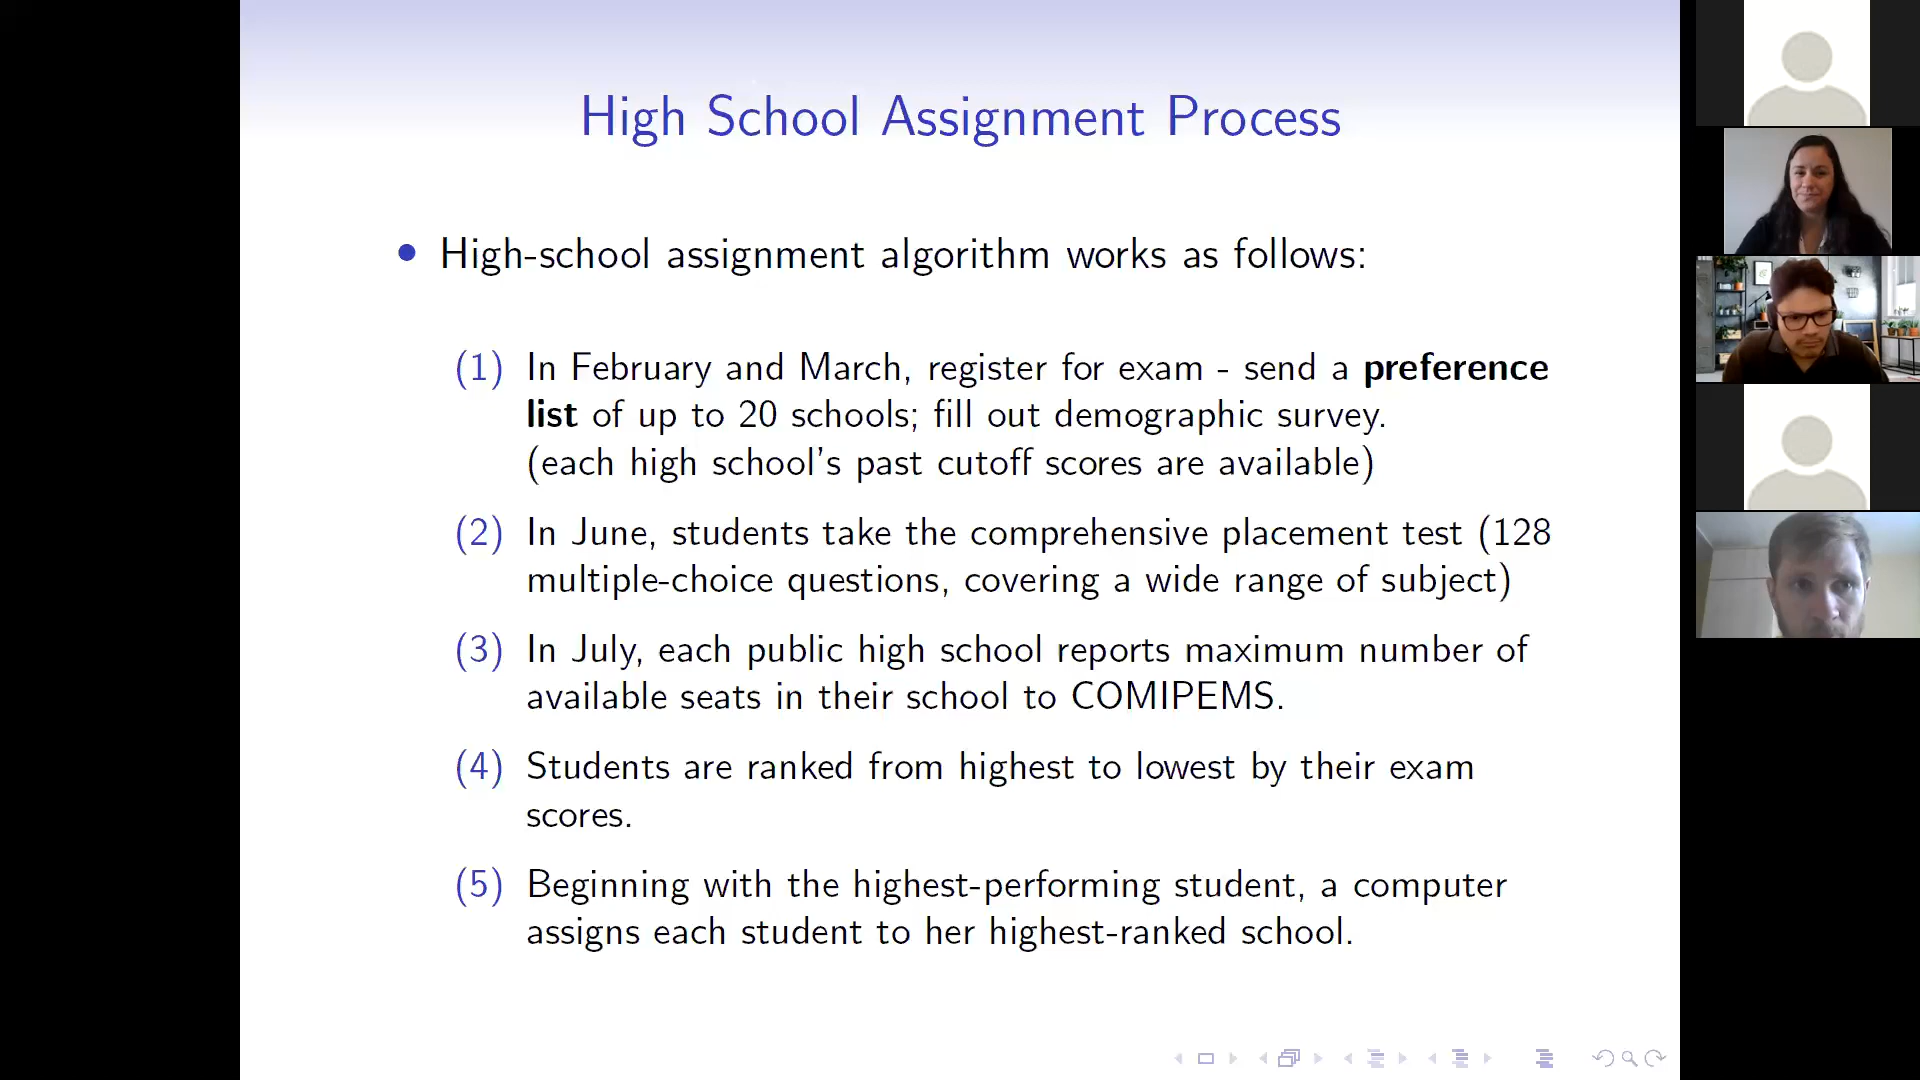 High School Assignment Process
• High-school assignment algorithm works as follows:
(1) In February and March, register for exam - send a preference
list of up to 20 schools; fill out demographic survey.
(each high school's past cutoff scores are available)
(2) In June, students take the comprehensive placement test (128
multiple-choice questions, covering a wide range of subject)
(3) In July, each public high school reports maximum number of
available seats in their school to COMIPEMS.
(4) Students are ranked from highest to lowest by their exam
scores.
(5) Beginning with the highest-performing student, a computer
assigns each student to her highest-ranked school.